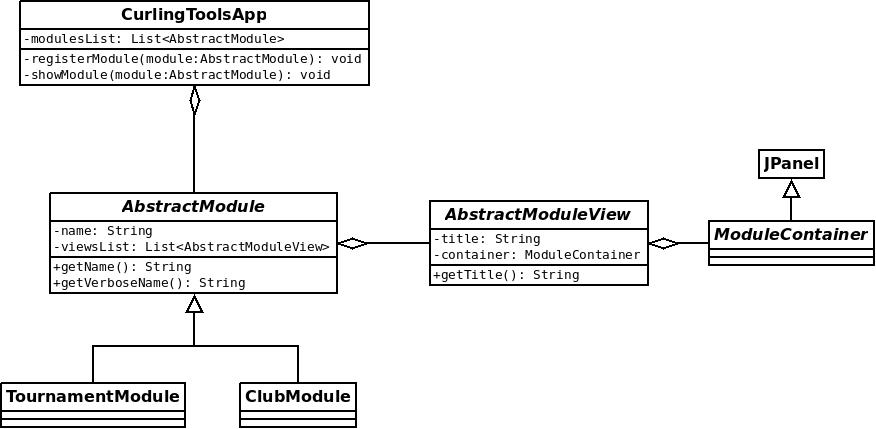 CurlingToolsApp
-modulesList: List<AbstractModule>
-registerModule(module:AbstractModule): void
-showModule(module:AbstractModule): void
JPanel
AbstractModule
-name: String
-viewsList: List<AbstractModuleView>
+getName(): String
+getVerboseName(): String
AbstractModuleView
-title: String
-container: ModuleContainer
+getTitle(): String
ModuleContainer
TournamentModule
ClubModule